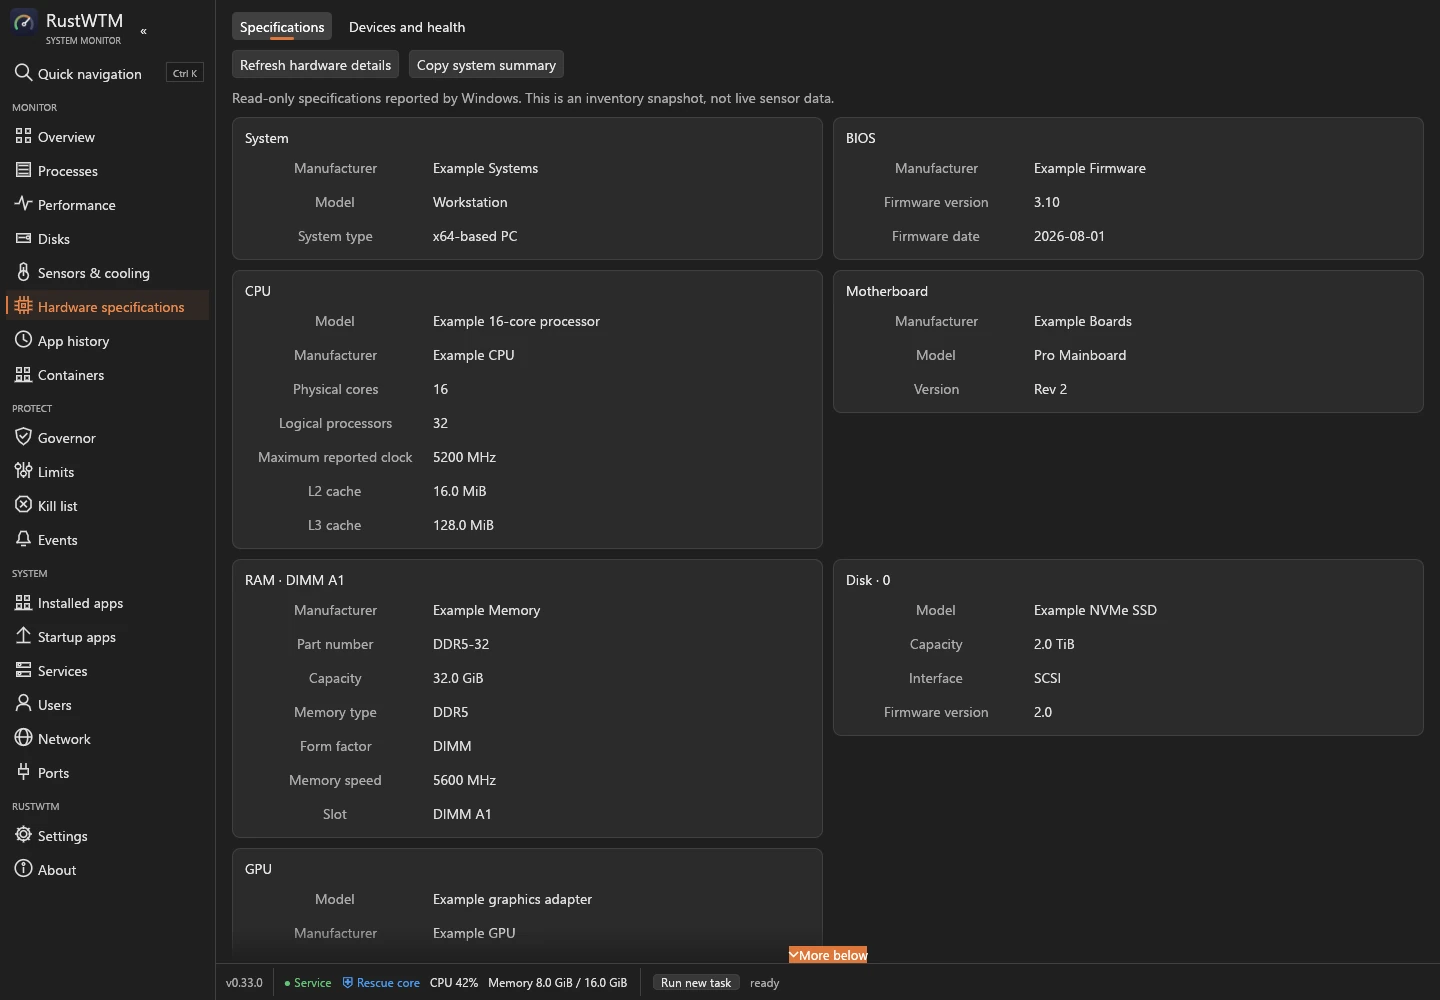 RustWTM
SYSTEM MONITOR
«
Quick navigation Ctrl K
MONITOR
Overview
Processes
Performance
Disks
Sensors & cooling
Hardware specifications
App history
Containers
PROTECT
Governor
Limits
Kill list
Events
SYSTEM
Installed apps
Startup apps
Services
Users
Network
Ports
RUSTWTM
Settings
About
Specifications Devices and health
Refresh hardware details Copy system summary
Read-only specifications reported by Windows. This is an inventory snapshot, not live sensor data.
System
Manufacturer Example Systems
Model Workstation
System type x64-based PC
BIOS
Manufacturer Example Firmware
Firmware version 3.10
Firmware date 2026-08-01
CPU
Model Example 16-core processor
Manufacturer Example CPU
Physical cores 16
Logical processors 32
Maximum reported clock 5200 MHz
L2 cache 16.0 MiB
L3 cache 128.0 MiB
Motherboard
Manufacturer Example Boards
Model Pro Mainboard
Version Rev 2
RAM · DIMM A1
Manufacturer Example Memory
Part number DDR5-32
Capacity 32.0 GiB
Memory type DDR5
Form factor DIMM
Memory speed 5600 MHz
Slot DIMM A1
Disk · 0
Model Example NVMe SSD
Capacity 2.0 TiB
Interface SCSI
Firmware version 2.0
GPU
Model Example graphics adapter
Manufacturer Example GPU
More below
v0.33.0 ● Service Rescue core CPU 42% Memory 8.0 GiB / 16.0 GiB Run new task ready